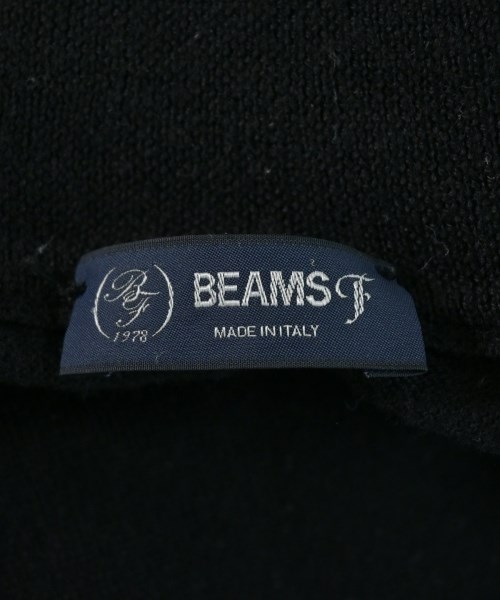 BF
1978
BEAMS F
MADE IN ITALY